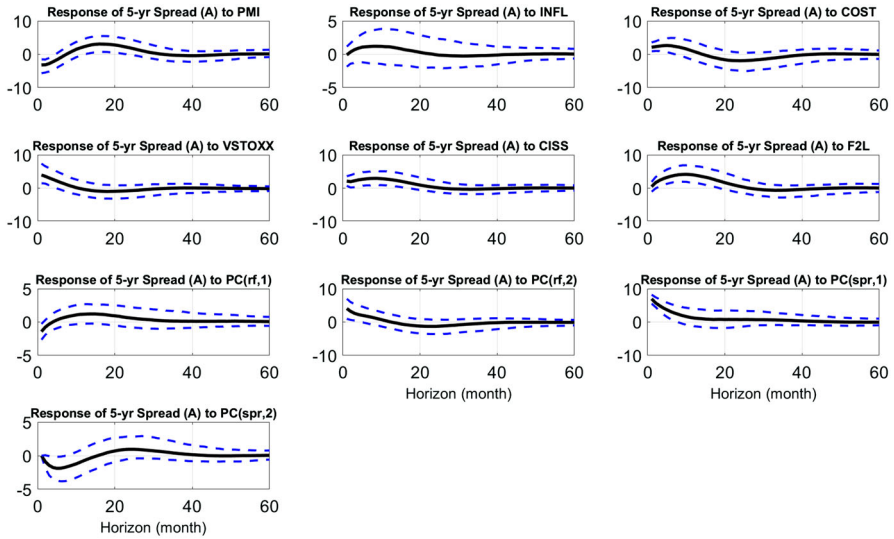 Response of 5-yr Spread (A) to PMI
10
0
-10
0 20 40 60
Response of 5-yr Spread (A) to INFL
5
0
-5
0 20 40 60
Response of 5-yr Spread (A) to COST
10
0
-10
0 20 40 60
Response of 5-yr Spread (A) to VSTOXX
10
0
-10
0 20 40 60
Response of 5-yr Spread (A) to CISS
10
0
-10
0 20 40 60
Response of 5-yr Spread (A) to F2L
10
0
-10
0 20 40 60
Response of 5-yr Spread (A) to PC(rf,1)
5
0
-5
0 20 40 60
Response of 5-yr Spread (A) to PC(rf,2)
10
0
-10
0 20 40 60
Horizon (month)
Response of 5-yr Spread (A) to PC(spr,1)
10
0
-10
0 20 40 60
Horizon (month)
Response of 5-yr Spread (A) to PC(spr,2)
5
0
-5
0 20 40 60
Horizon (month)